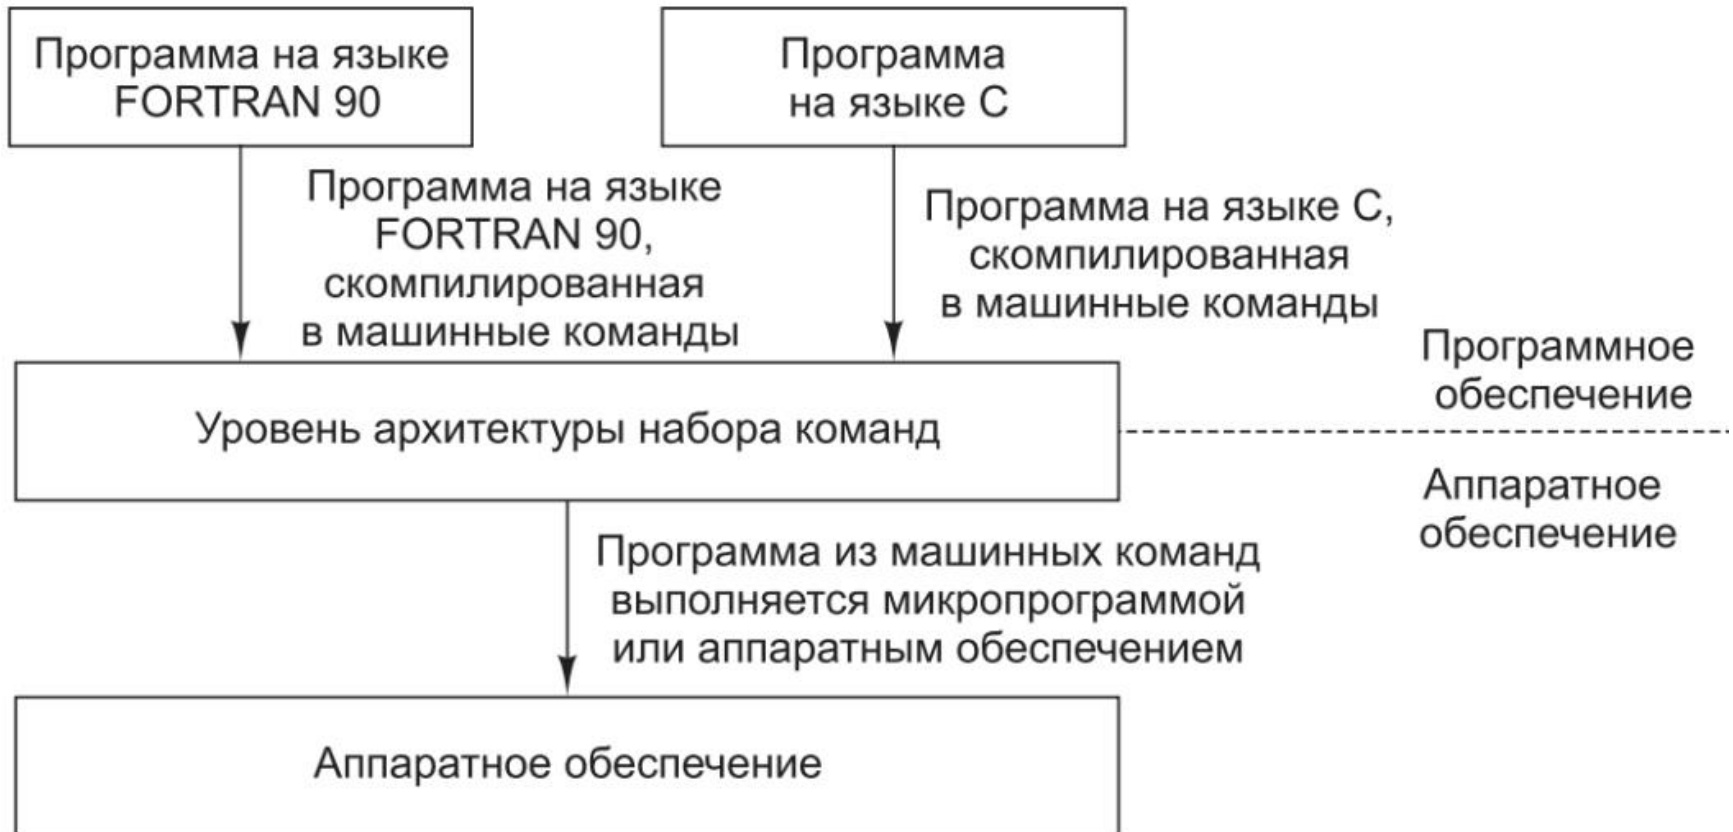 Программа на языке
FORTRAN 90
Программа
на языке C
Программа на языке
FORTRAN 90,
скомпилированная
в машинные команды
Программа на языке C,
скомпилированная
в машинные команды
Программное
обеспечение
Уровень архитектуры набора команд
Аппаратное
обеспечение
Программа из машинных команд
выполняется микропрограммой
или аппаратным обеспечением
Аппаратное обеспечение